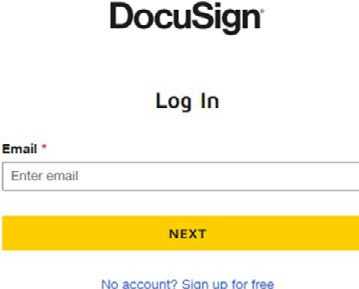 DocuSign
Log In
Email *
Enter email
NEXT
No account? Sign up for free